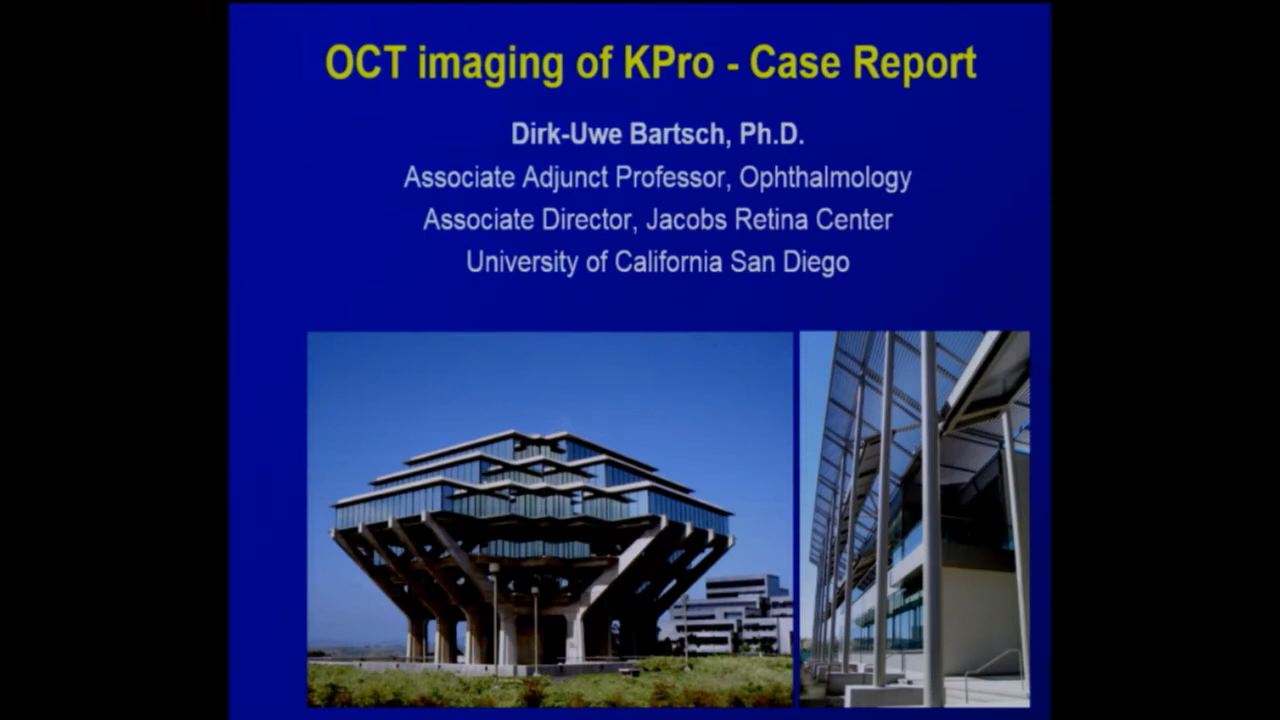 OCT imaging of KPro - Case Report
Dirk-Uwe Bartsch, Ph.D.
Associate Adjunct Professor, Ophthalmology
Associate Director, Jacobs Retina Center
University of California San Diego